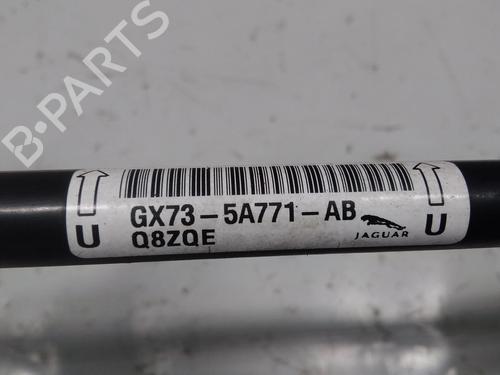 B-PARTS
GX73-5A771-AB
Q8ZQE
JAGUAR
U
U